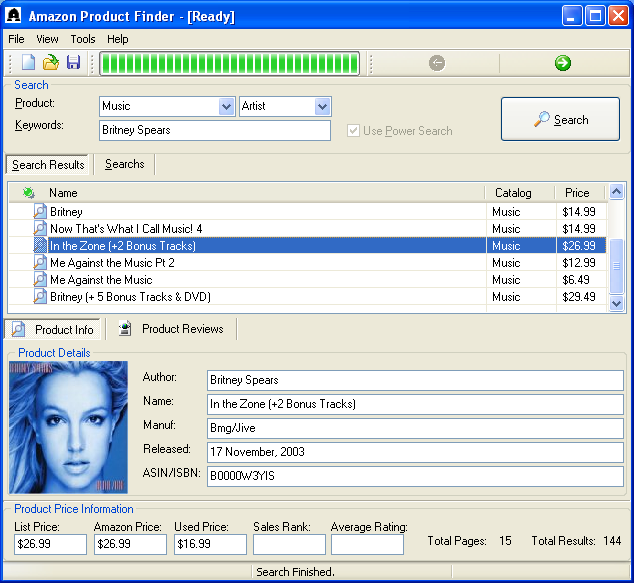 Amazon Product Finder - [Ready]
File View Tools Help
Search
Product: Music Artist
Keywords: Britney Spears
Use Power Search
Search
Search Results Searchs
Name Catalog Price
Britney Music $14.99
Now That's What I Call Music! 4 Music $14.99
In the Zone (+2 Bonus Tracks) Music $26.99
Me Against the Music Pt 2 Music $12.99
Me Against the Music Music $6.49
Britney (+ 5 Bonus Tracks & DVD) Music $29.49
Product Info Product Reviews
Product Details
BRITNEY SPEARS
IN THE ZONE
Author: Britney Spears
Name: In the Zone (+2 Bonus Tracks)
Manuf: Bmg/Jive
Released: 17 November, 2003
ASIN/ISBN: B0000W3YIS
Product Price Information
List Price: Amazon Price: Used Price: Sales Rank: Average Rating:
$26.99 $26.99 $16.99
Total Pages: 15 Total Results: 144
Search Finished.